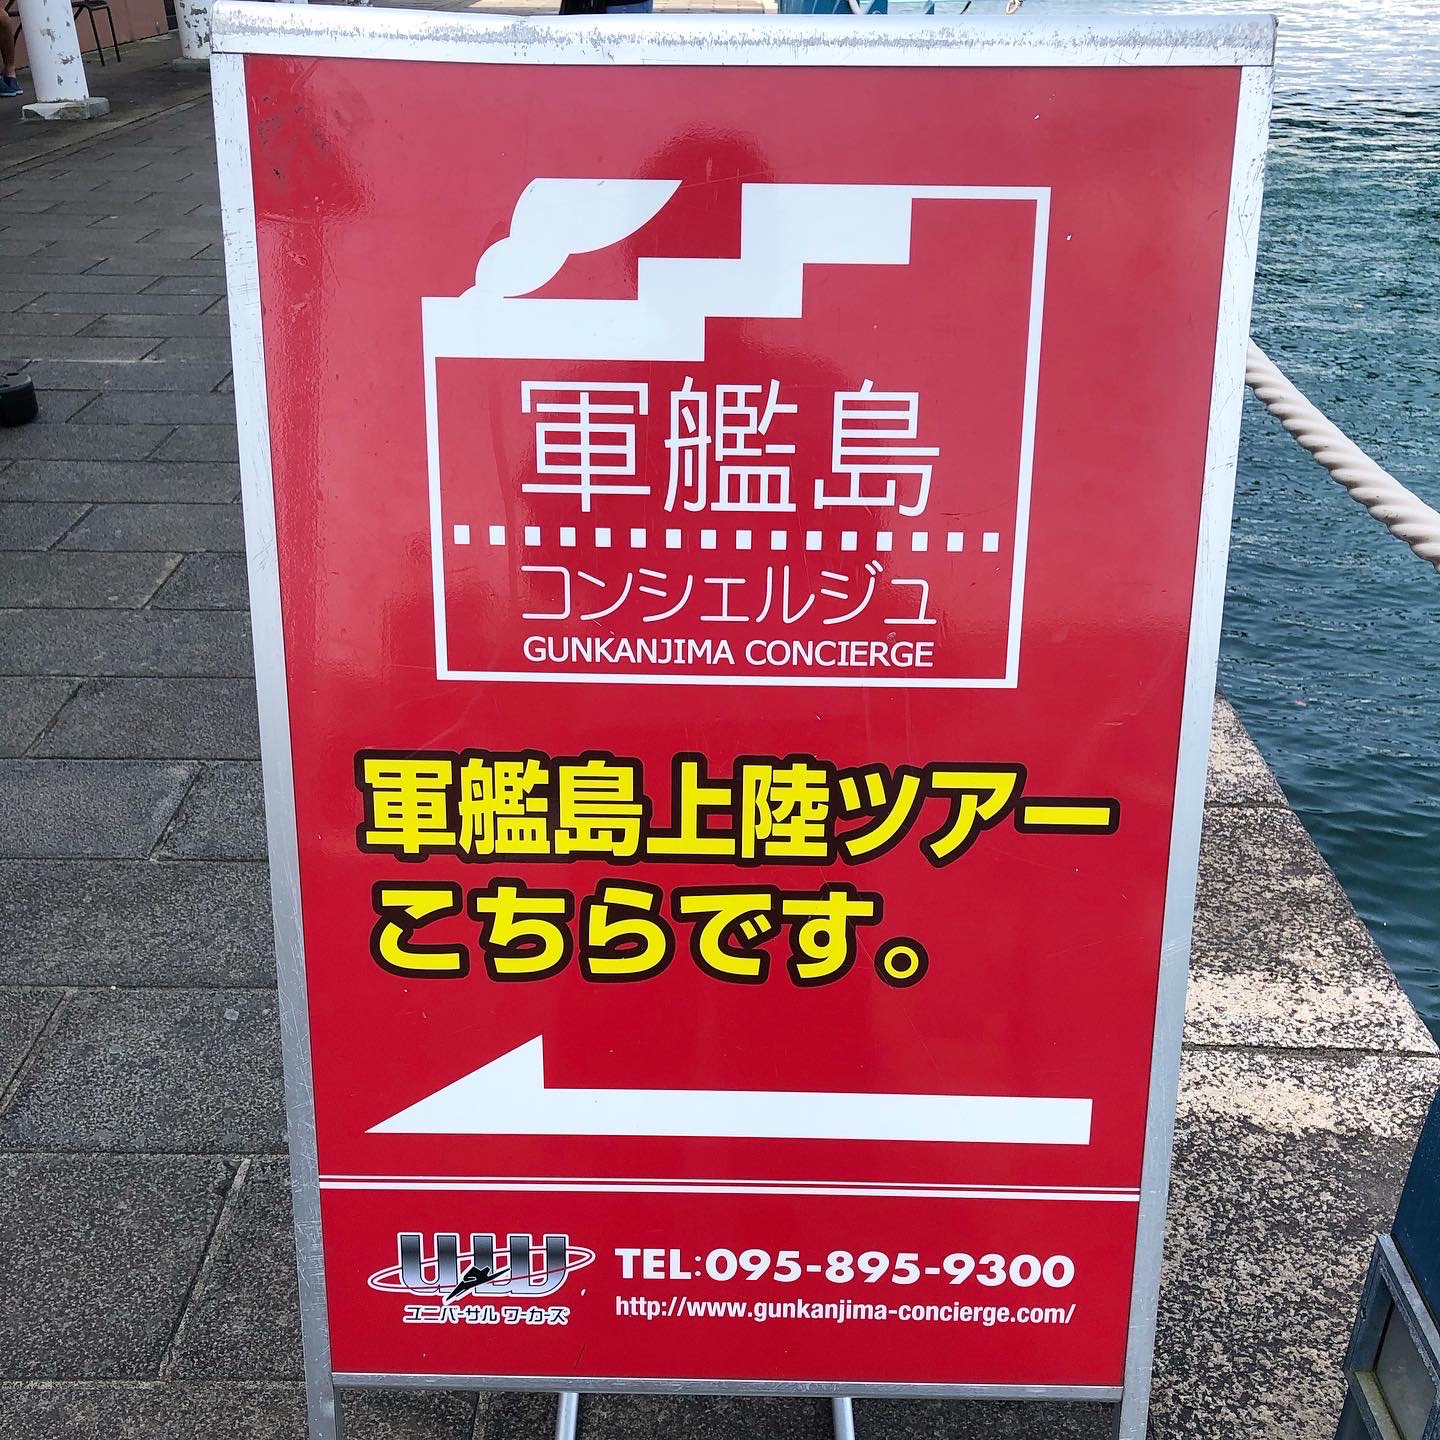 軍艦島
コンシェルジュ
GUNKANJIMA CONCIERGE
軍艦島上陸ツアー
こちらです。
UW
ユニバーサル ワーカーズ
TEL:095-895-9300
http://www.gunkanjima-concierge.com/